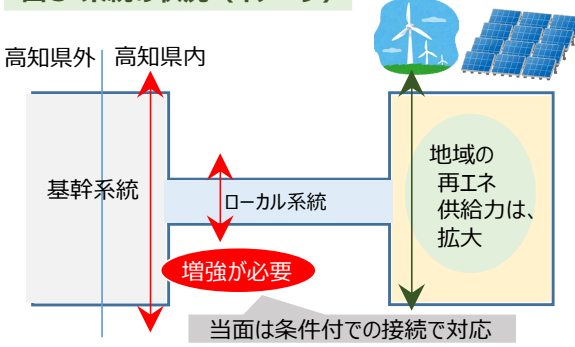 高知県外
高知県内
基幹系統
ローカル系統
地域の
再エネ
供給力は、
拡大
増強が必要
当面は条件付での接続で対応